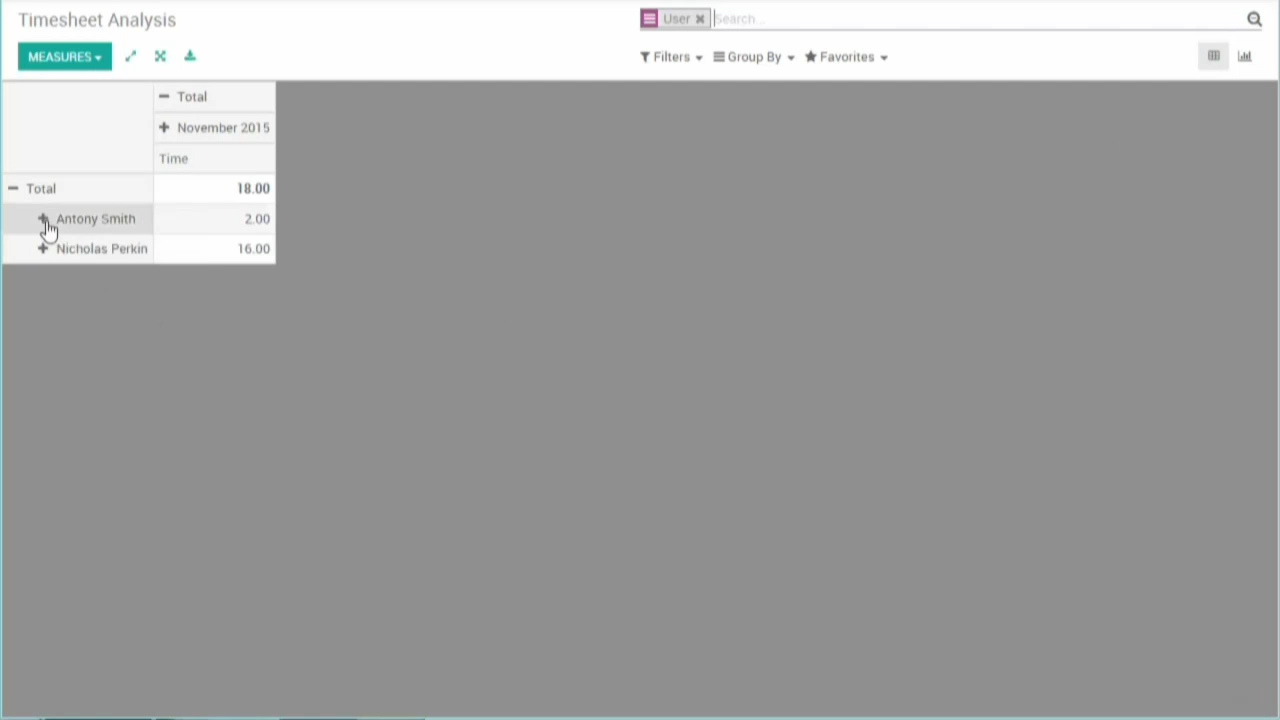 Timesheet Analysis
User Search...
MEASURES
Filters Group By Favorites
Total
November 2015
Time
Total 18.00
Antony Smith 2.00
Nicholas Perkin 16.00